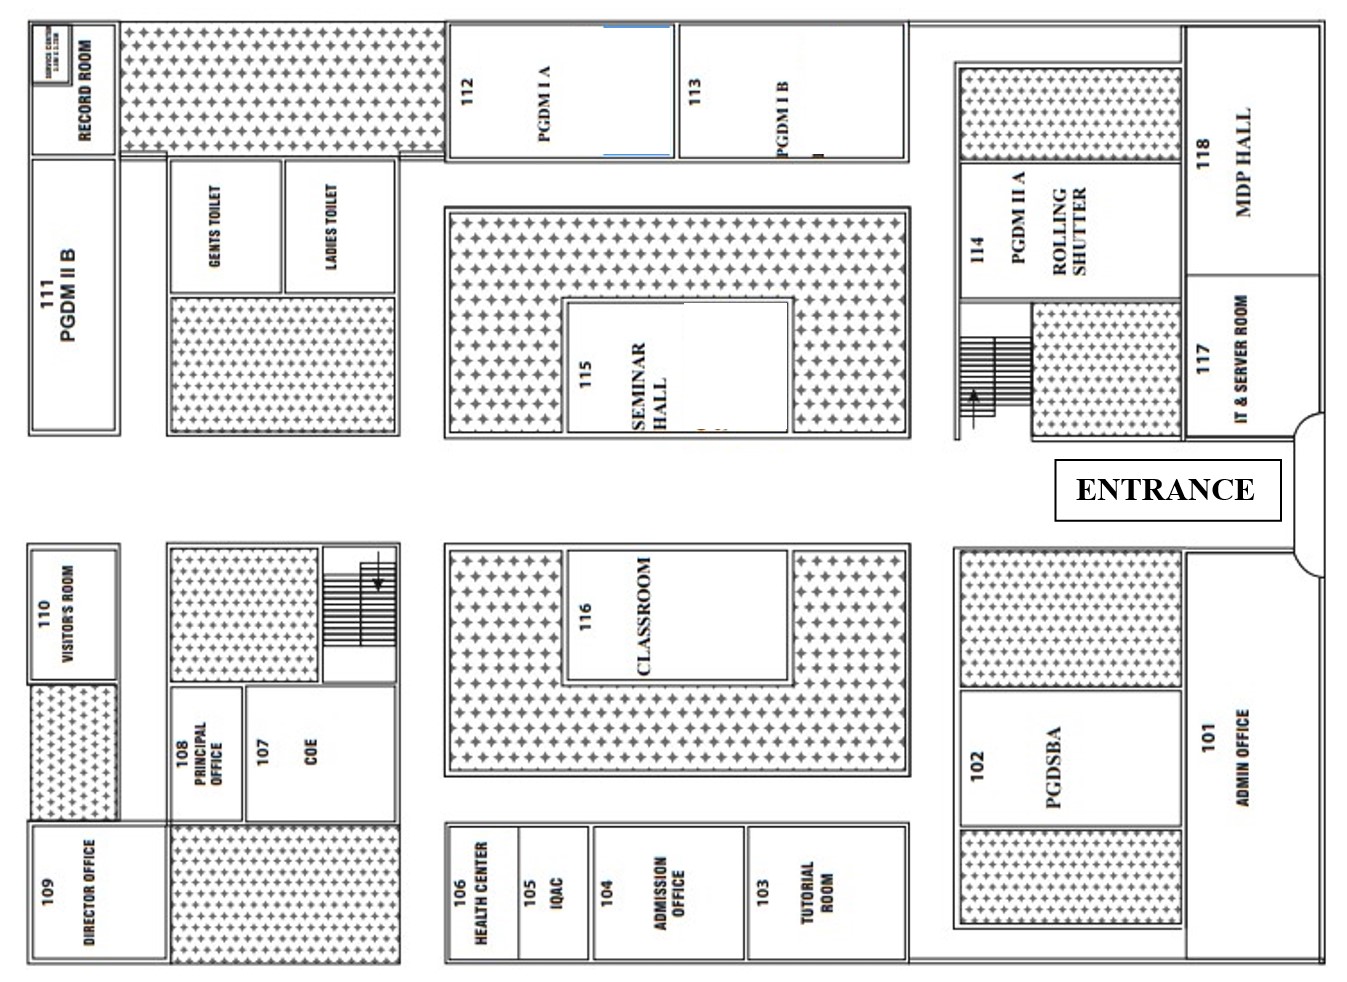 RECORD ROOM
111
PGDM II B
GENTS TOILET
LADIES TOILET
112
PGDM I A
113
PGDM I B
115
SEMINAR
HALL
114
PGDM II A
ROLLING
SHUTTER
118
MDP HALL
117
IT & SERVER ROOM
ENTRANCE
110
VISITOR'S ROOM
109
DIRECTOR OFFICE
108
PRINCIPAL
OFFICE
107
COE
116
CLASSROOM
106
HEALTH CENTER
105
IQAC
104
ADMISSION
OFFICE
103
TUTORIAL
ROOM
102
PGDSBA
101
ADMIN OFFICE